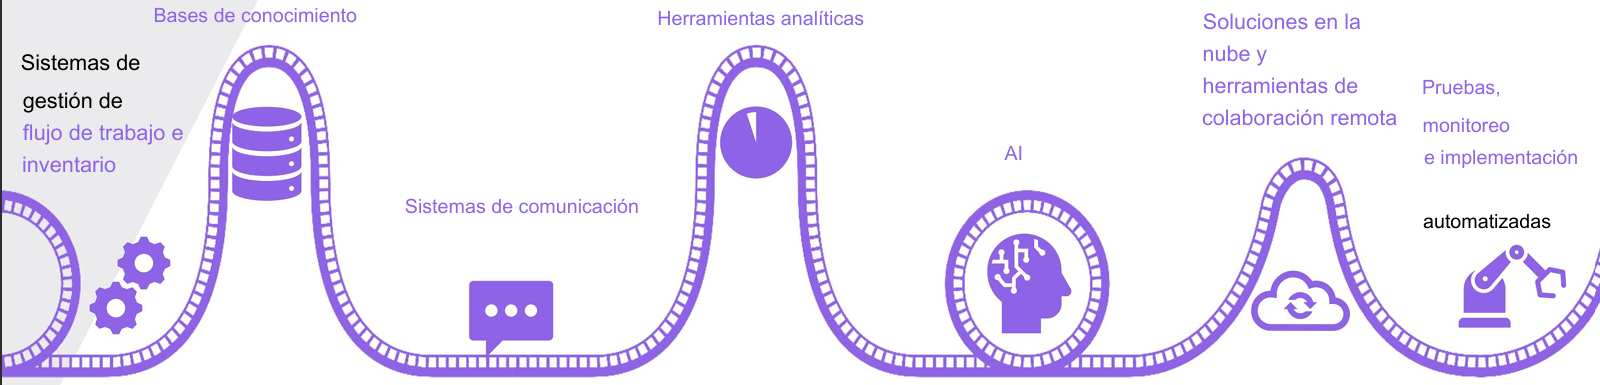 Sistemas de
gestión de
flujo de trabajo e
inventario
Bases de conocimiento
Sistemas de comunicación
Herramientas analíticas
AI
Soluciones en la
nube y
herramientas de
colaboración remota
Pruebas,
monitoreo
e implementación
automatizadas